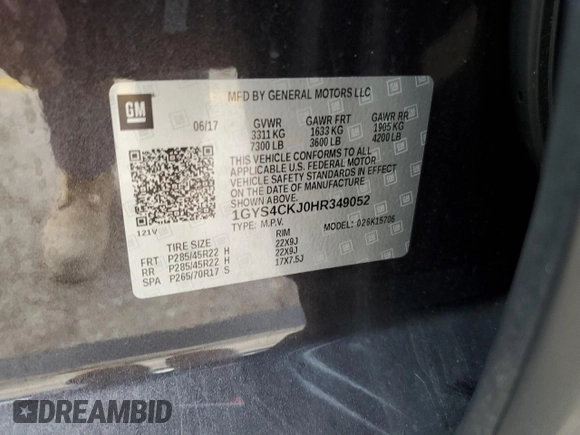 GM
MFD BY GENERAL MOTORS LLC
06/17 GVWR GAWR FRT GAWR RR
3311 KG 1633 KG 1905 KG
7300 LB 3600 LB 4200 LB
THIS VEHICLE CONFORMS TO ALL
APPLICABLE U.S. FEDERAL MOTOR
VEHICLE SAFETY STANDARDS IN EFFECT
ON THE DATE OF MANUFACTURE
SHOWN ABOVE.
1GYS4CKJ0HR349052
TYPE: M.P.V. MODEL: 026K15706
121V
TIRE SIZE RIM
FRT P285/45R22 H 22X9J
RR P285/45R22 H 22X9J
SPA P265/70R17 S 17X7.5J
DREAMBID